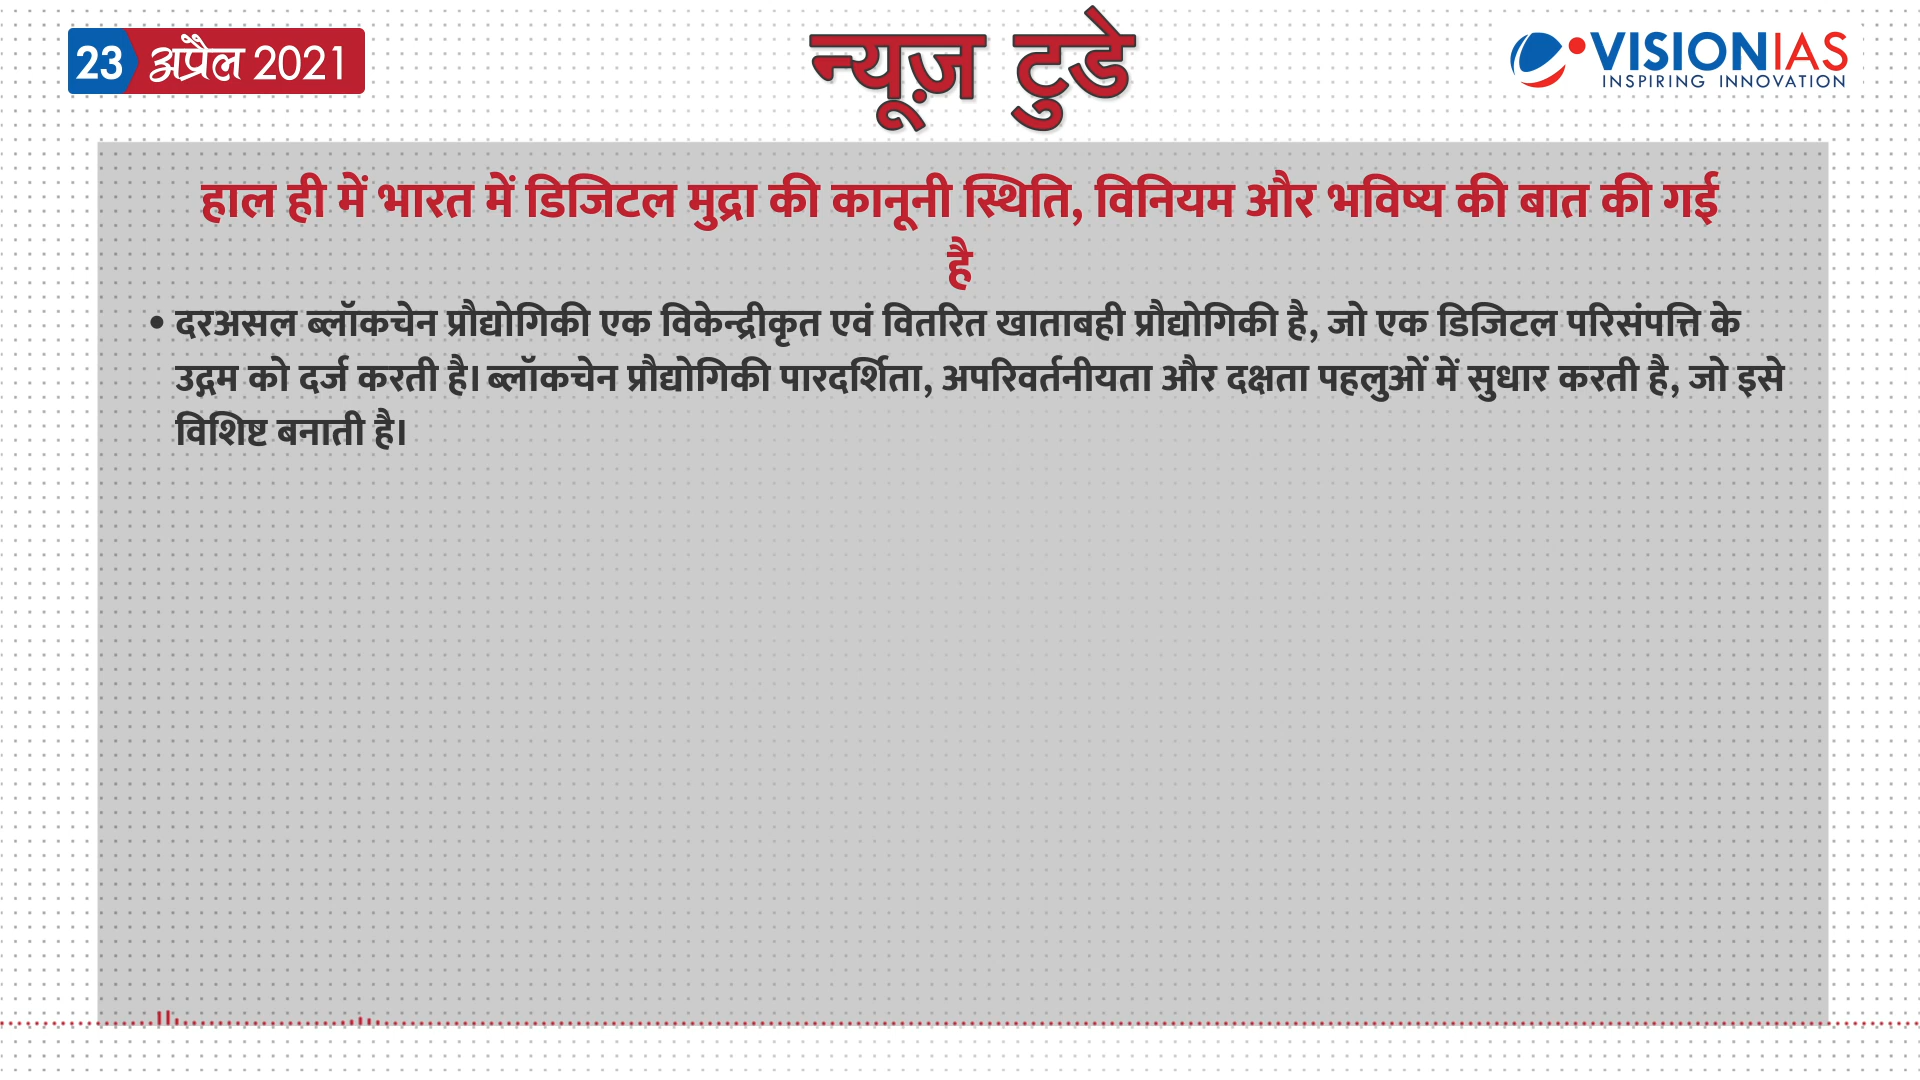 23 अप्रैल 2021
न्यूज़ टुडे
VISIONIAS
INSPIRING INNOVATION
हाल ही में भारत में डिजिटल मुद्रा की कानूनी स्थिति, विनियम और भविष्य की बात की गई
है
• दरअसल ब्लॉकचेन प्रौद्योगिकी एक विकेन्द्रीकृत एवं वितरित खाताबही प्रौद्योगिकी है, जो एक डिजिटल परिसंपत्ति के
उद्गम को दर्ज करती है। ब्लॉकचेन प्रौद्योगिकी पारदर्शिता, अपरिवर्तनीयता और दक्षता पहलुओं में सुधार करती है, जो इसे
विशिष्ट बनाती है।